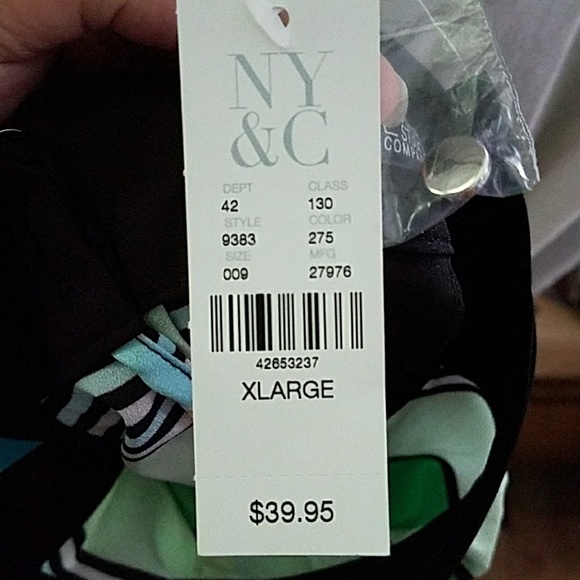 NY
&C
DEPT CLASS
42 130
STYLE COLOR
9383 275
SIZE MFG
009 27976
42653237
XLARGE
$39.95